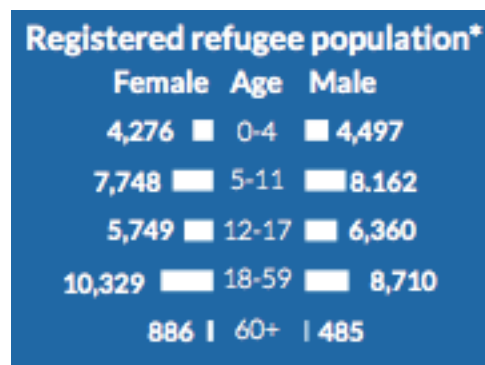 Registered refugee population*
Female Age Male
4,276 0-4 4,497
7,748 5-11 8.162
5,749 12-17 6,360
10,329 18-59 8,710
886 60+ 485